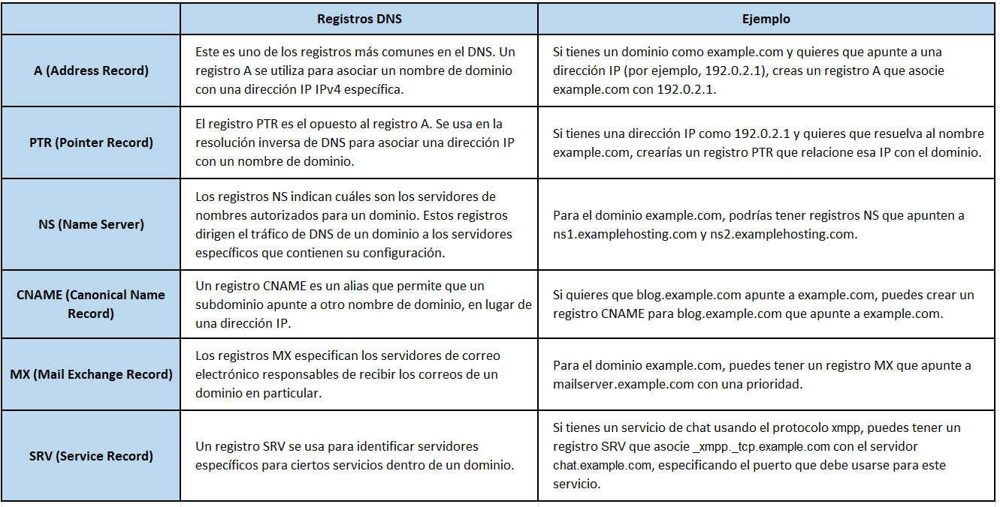 Registros DNS
Ejemplo
A (Address Record)
Este es uno de los registros más comunes en el DNS. Un
registro A se utiliza para asociar un nombre de dominio
con una dirección IP IPv4 específica.
Si tienes un dominio como example.com y quieres que apunte a una
dirección IP (por ejemplo, 192.0.2.1), creas un registro A que asocie
example.com con 192.0.2.1.
PTR (Pointer Record)
El registro PTR es el opuesto al registro A. Se usa en la
resolución inversa de DNS para asociar una dirección IP
con un nombre de dominio.
Si tienes una dirección IP como 192.0.2.1 y quieres que resuelva al nombre
example.com, crearías un registro PTR que relacione esa IP con el dominio.
NS (Name Server)
Los registros NS indican cuáles son los servidores de
nombres autorizados para un dominio. Estos registros
dirigen el tráfico de DNS de un dominio a los servidores
específicos que contienen su configuración.
Para el dominio example.com, podrías tener registros NS que apunten a
ns1.examplehosting.com y ns2.examplehosting.com.
CNAME (Canonical Name
Record)
Un registro CNAME es un alias que permite que un
subdominio apunte a otro nombre de dominio, en lugar de
una dirección IP.
Si quieres que blog.example.com apunte a example.com, puedes crear un
registro CNAME para blog.example.com que apunte a example.com.
MX (Mail Exchange Record)
Los registros MX especifican los servidores de correo
electrónico responsables de recibir los correos de un
dominio en particular.
Para el dominio example.com, puedes tener un registro MX que apunte a
mailserver.example.com con una prioridad.
SRV (Service Record)
Un registro SRV se usa para identificar servidores
específicos para ciertos servicios dentro de un dominio.
Si tienes un servicio de chat usando el protocolo xmpp, puedes tener un
registro SRV que asocie _xmpp._tcp.example.com con el servidor
chat.example.com, especificando el puerto que debe usarse para este
servicio.